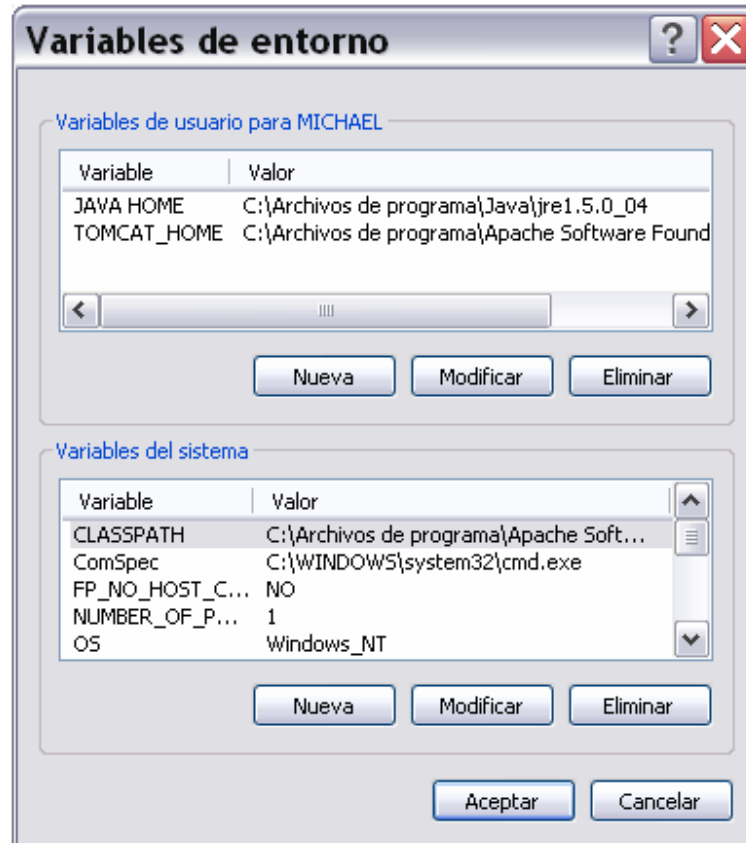 Variables de entorno
Variables de usuario para MICHAEL
Variable Valor
JAVA HOME C:\Archivos de programa\Java\jre1.5.0_04
TOMCAT_HOME C:\Archivos de programa\Apache Software Found
Nueva Modificar Eliminar
Variables del sistema
Variable Valor
CLASSPATH C:\Archivos de programa\Apache Soft...
ComSpec C:\WINDOWS\system32\cmd.exe
FP_NO_HOST_C... NO
NUMBER_OF_P... 1
OS Windows_NT
Nueva Modificar Eliminar
Aceptar Cancelar